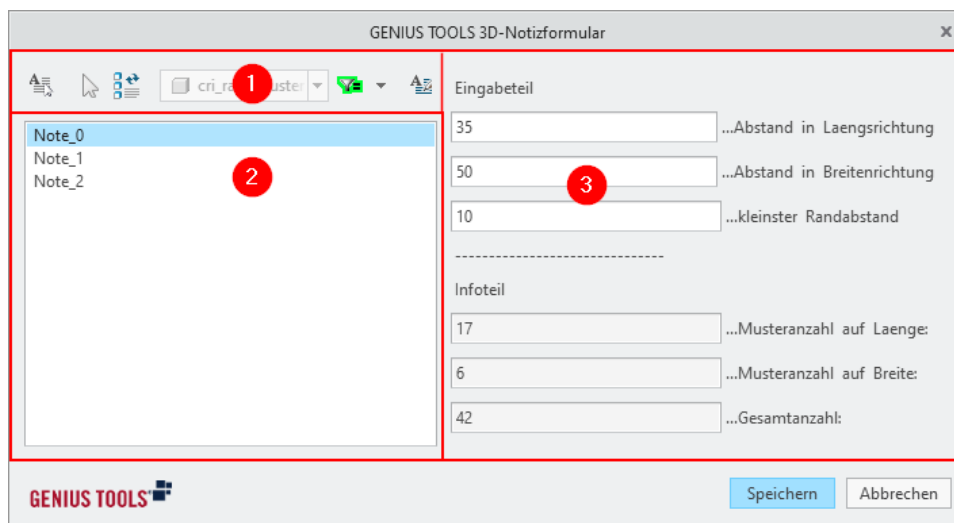 GENIUS TOOLS 3D-Notizformular
1
Eingabeteil
Note_0
Note_1
Note_2
2
35 ...Abstand in Laengsrichtung
50 ...Abstand in Breitenrichtung
3
10 ...kleinster Randabstand
-------------------------------
Infoteil
17 ...Musteranzahl auf Laenge:
6 ...Musteranzahl auf Breite:
42 ...Gesamtanzahl:
GENIUS TOOLS
Speichern Abbrechen